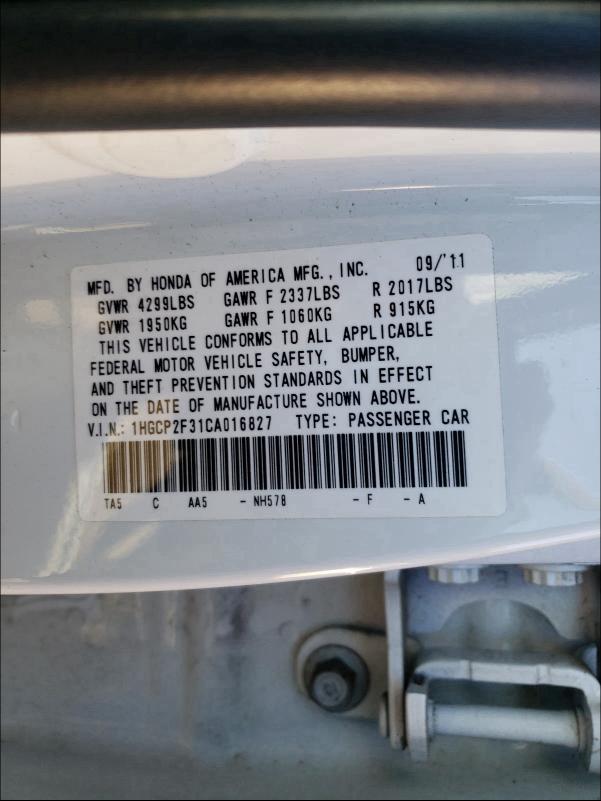 MFD. BY HONDA OF AMERICA MFG., INC. 09/'11
GVWR 4299LBS GAWR F 2337LBS R 2017LBS
GVWR 1950KG GAWR F 1060KG R 915KG
THIS VEHICLE CONFORMS TO ALL APPLICABLE
FEDERAL MOTOR VEHICLE SAFETY, BUMPER,
AND THEFT PREVENTION STANDARDS IN EFFECT
ON THE DATE OF MANUFACTURE SHOWN ABOVE.
V.I.N.: 1HGCP2F31CA016827 TYPE: PASSENGER CAR
TA5 C AA5 - NH578 - F - A